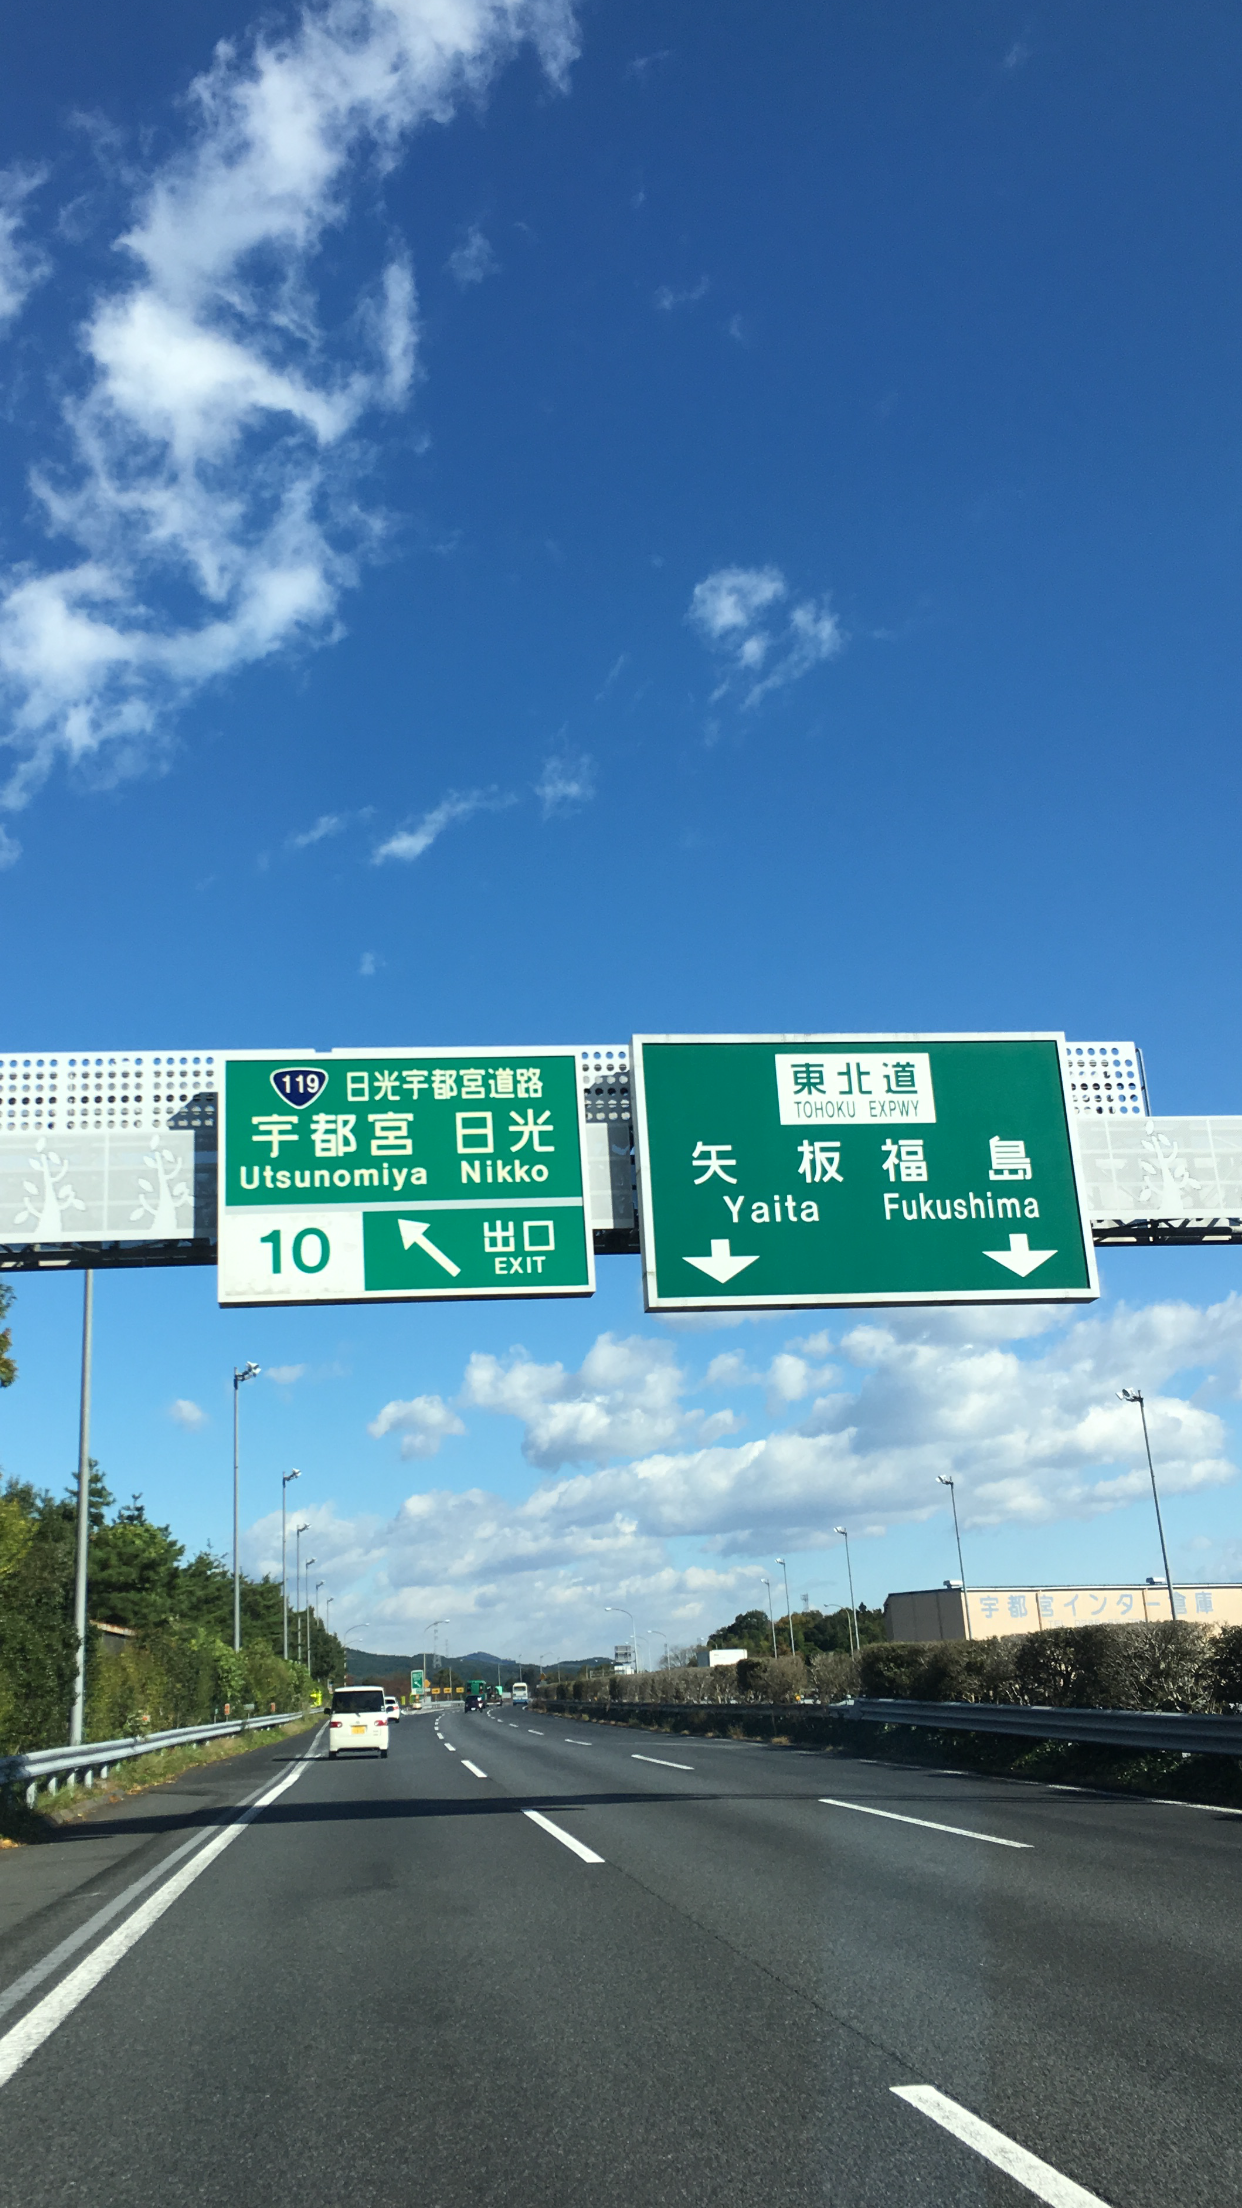 119 日光宇都宮道路
宇都宮 日光
Utsunomiya Nikko
10 出口
EXIT
東北道
TOHOKU EXPWY
矢板 福島
Yaita Fukushima
宇都宮インター倉庫